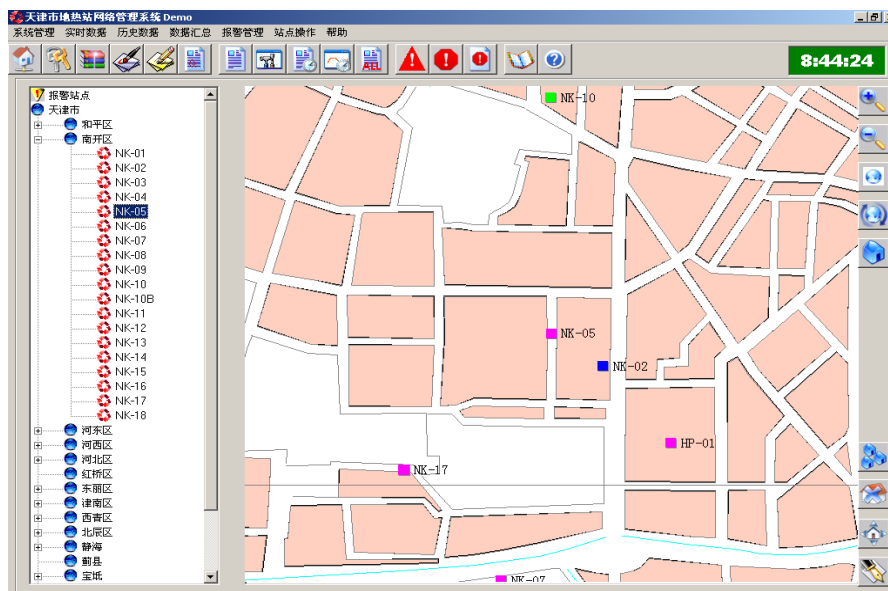 天津市地热站网络管理系统 Demo
系统管理 实时数据 历史数据 数据汇总 报警管理 站点操作 帮助
ALL
8:44:24
报警站点
天津市
和平区
南开区
NK-01
NK-02
NK-03
NK-04
NK-05
NK-06
NK-07
NK-08
NK-09
NK-10
NK-10B
NK-11
NK-12
NK-13
NK-14
NK-15
NK-16
NK-17
NK-18
河东区
河西区
河北区
红桥区
东丽区
津南区
西青区
北辰区
静海
蓟县
宝坻
NK-10
NK-05
NK-02
HP-01
NK-17
NK-07